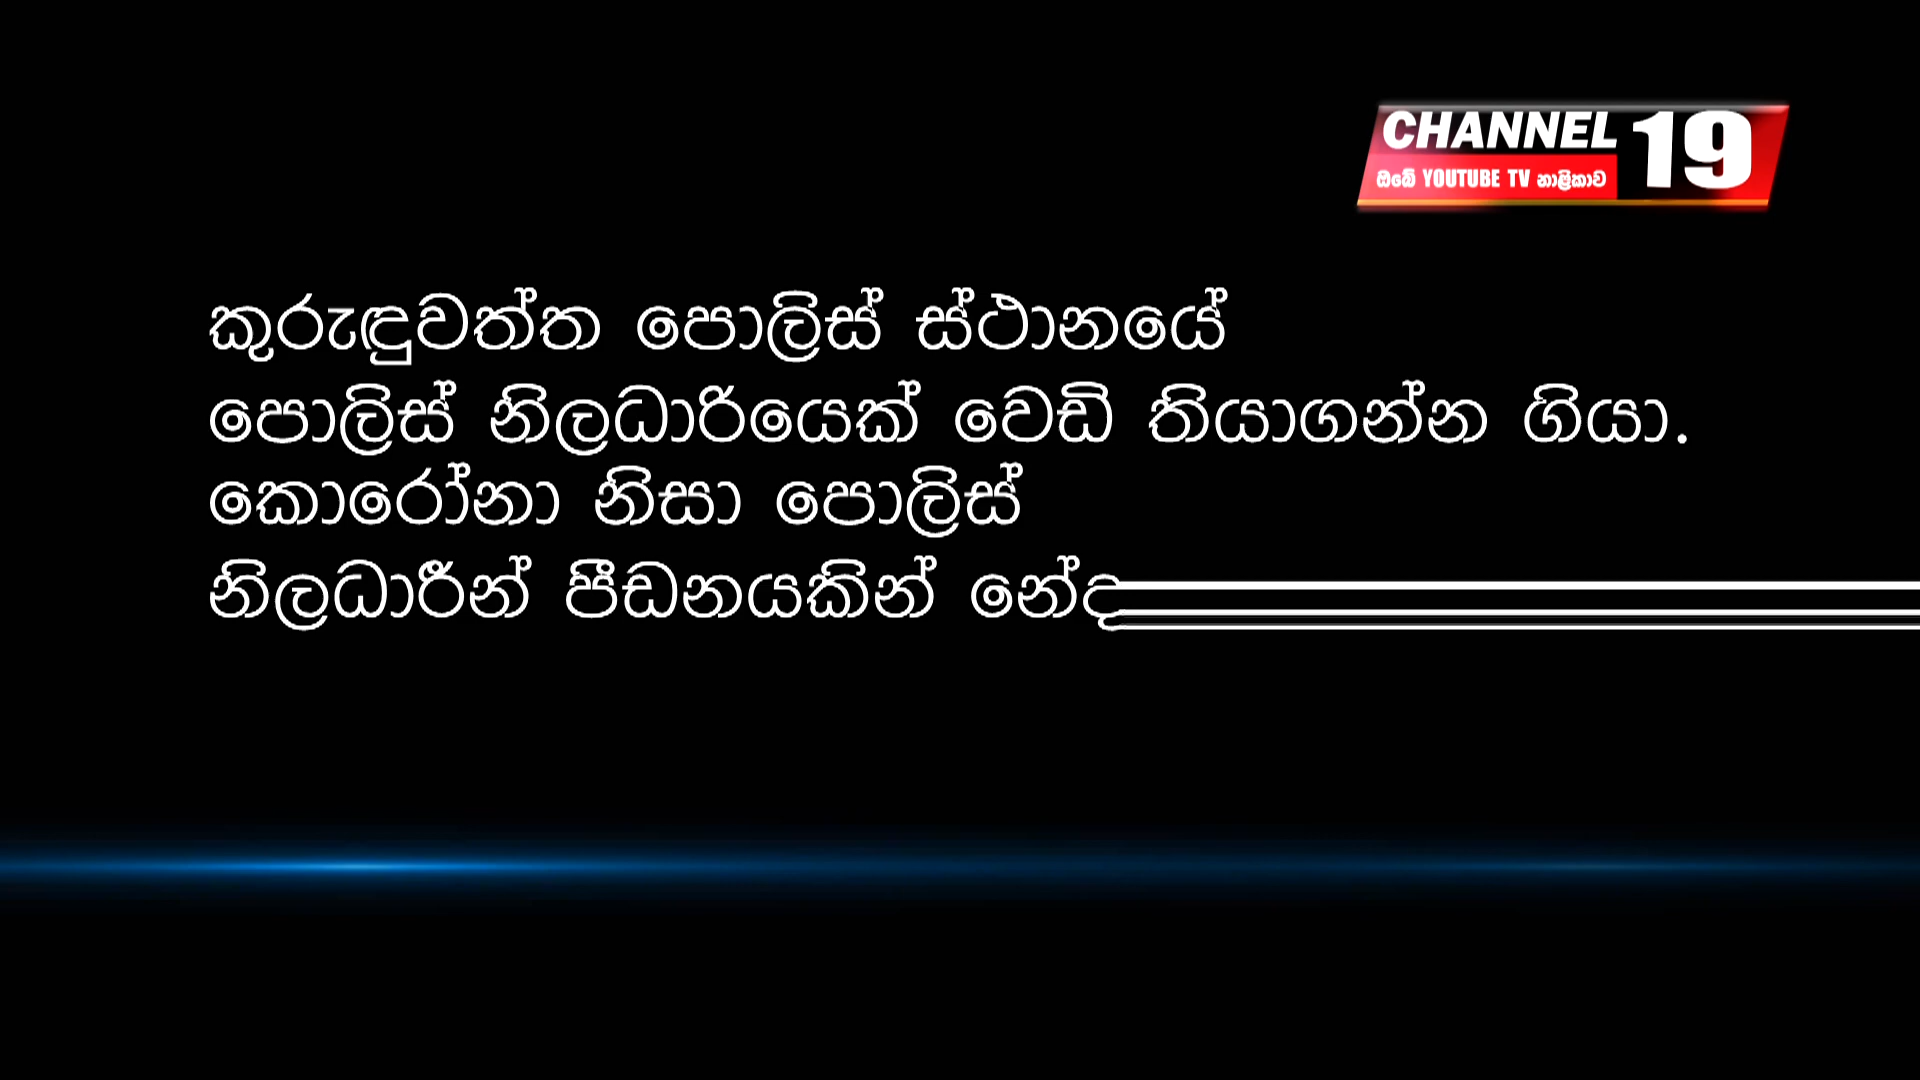 CHANNEL 19
ඔබේ YOUTUBE TV නාළිකාව
කුරුඳුවත්ත පොලිස් ස්ථානයේ
පොලිස් නිලධාරියෙක් වෙඩි තියාගන්න ගියා.
කොරෝනා නිසා පොලිස්
නිලධාරීන් පීඩනයකින් නේද